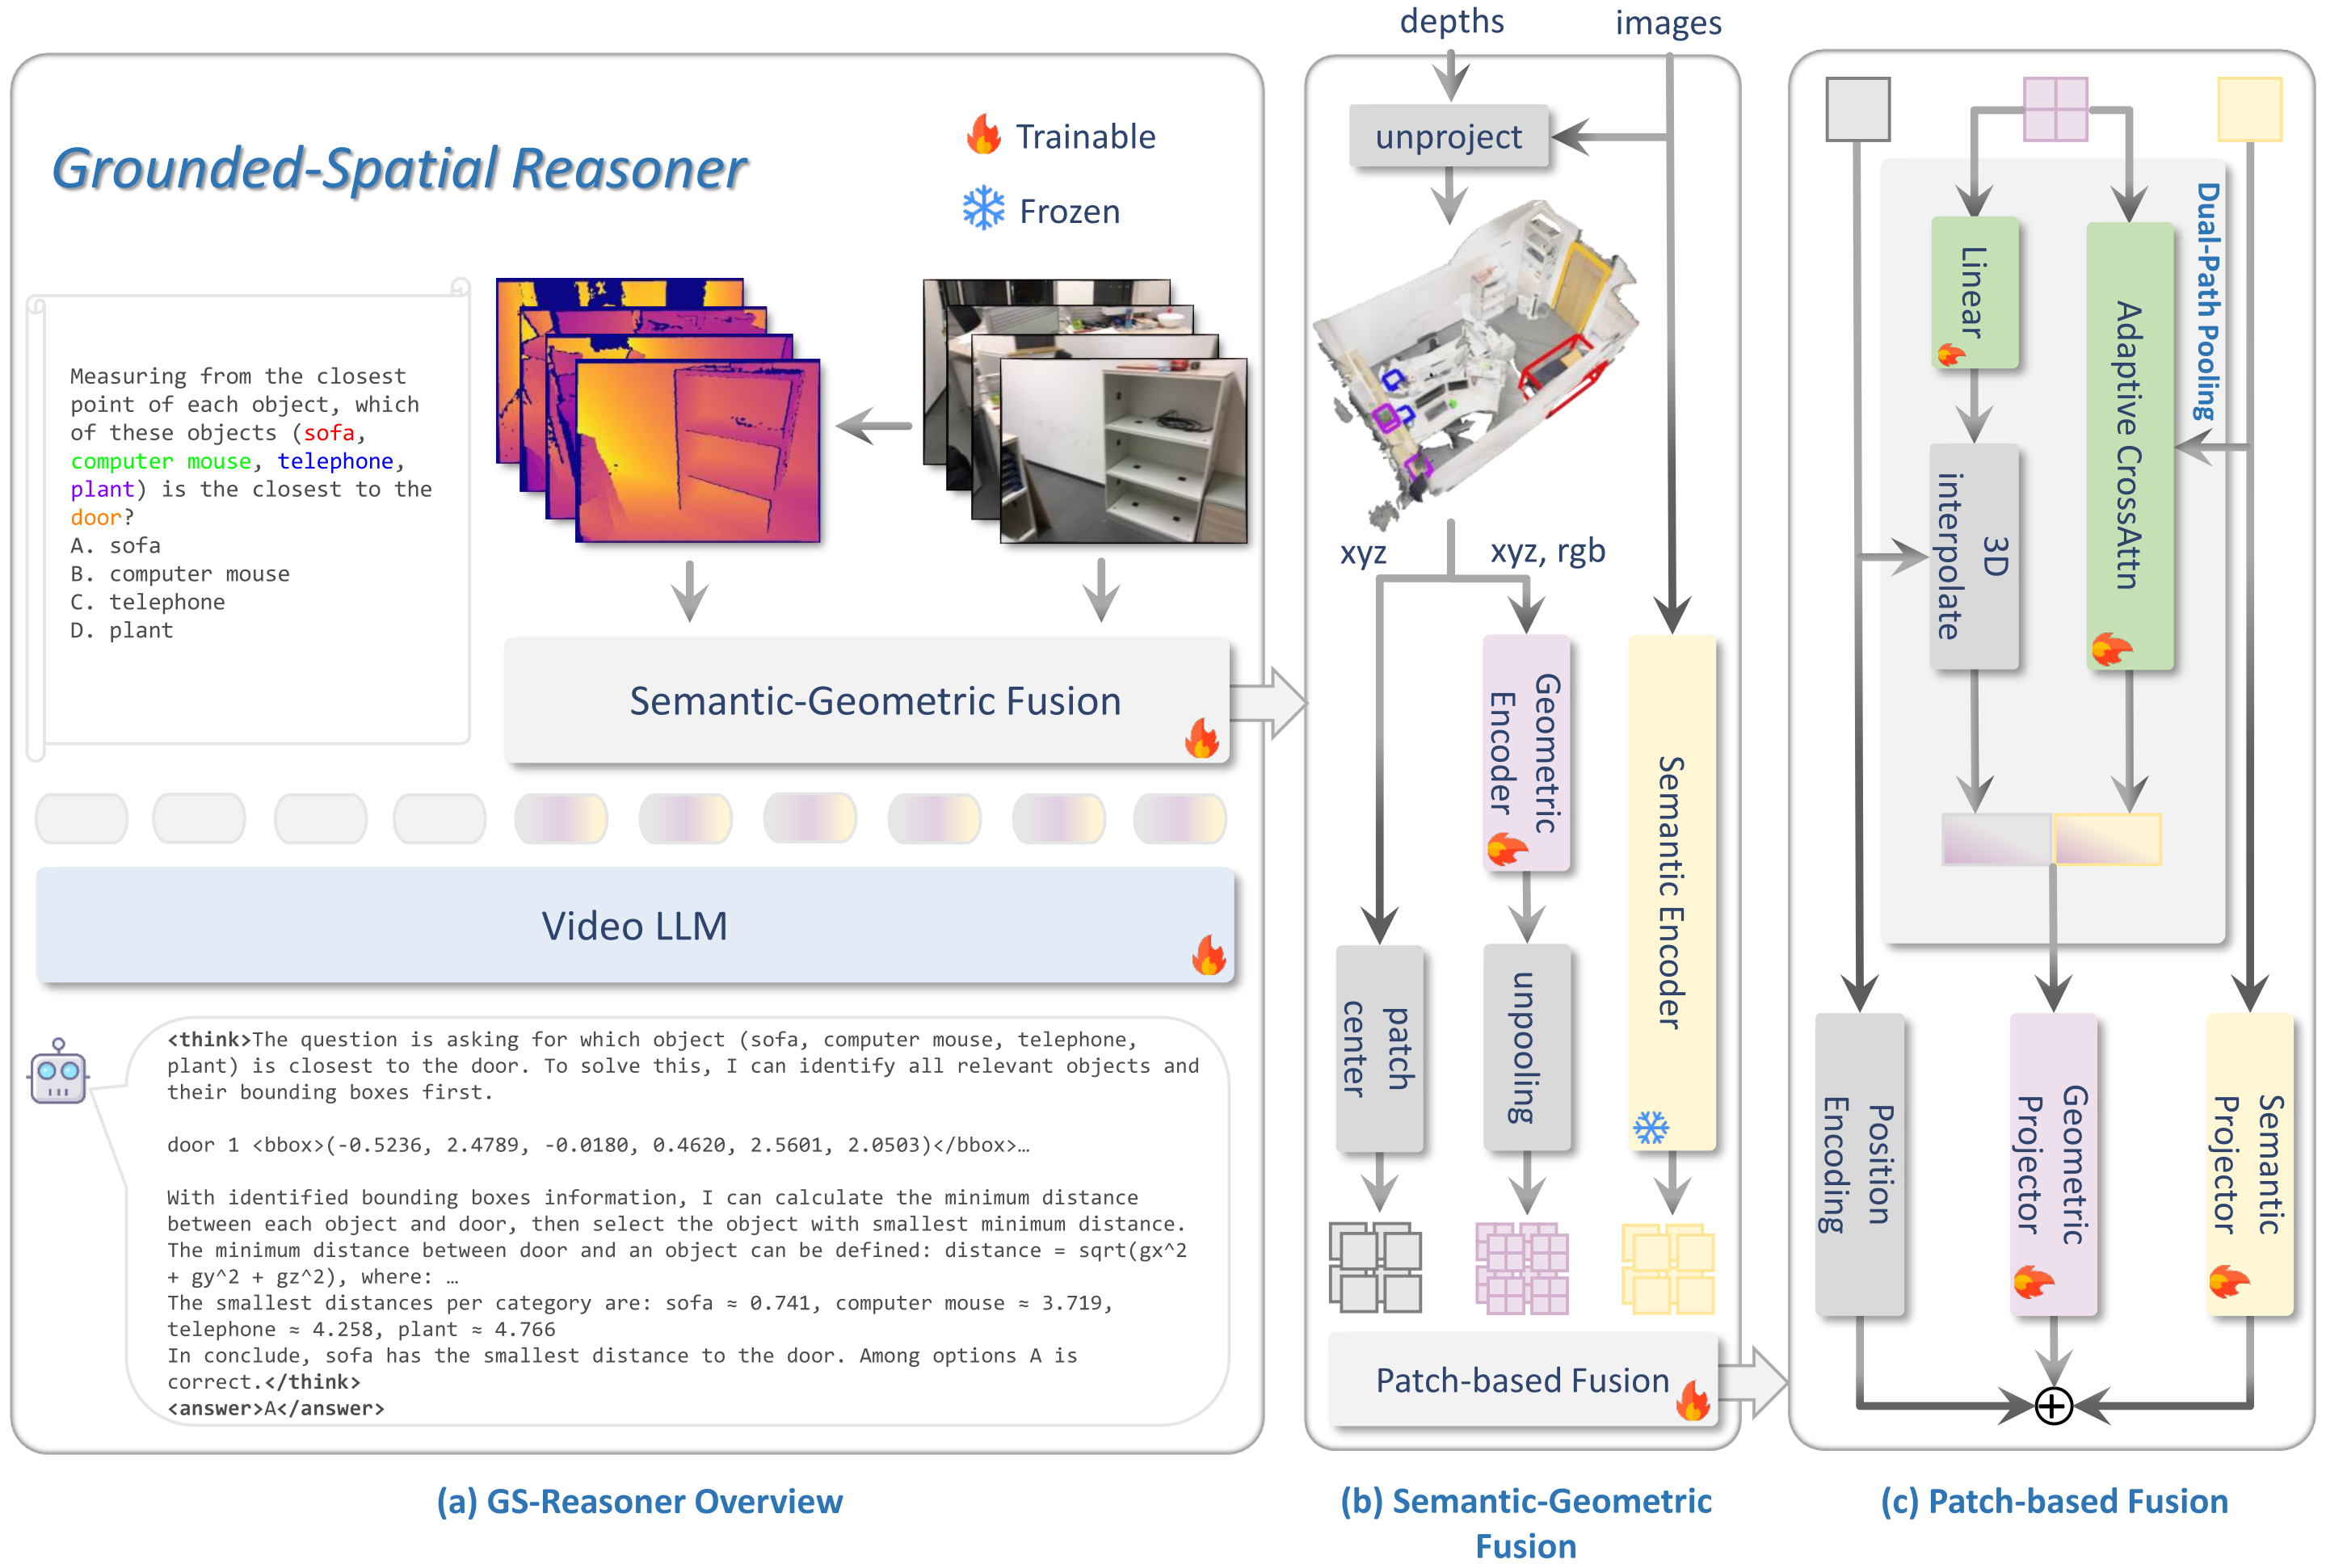 Grounded-Spatial Reasoner
Trainable
Frozen
Measuring from the closest
point of each object, which
of these objects (sofa,
computer mouse, telephone,
plant) is the closest to the
door?
A. sofa
B. computer mouse
C. telephone
D. plant
Semantic-Geometric Fusion
Video LLM
<think>The question is asking for which object (sofa, computer mouse, telephone,
plant) is closest to the door. To solve this, I can identify all relevant objects and
their bounding boxes first.
door 1 <bbox>(-0.5236, 2.4789, -0.0180, 0.4620, 2.5601, 2.0503)</bbox>…
With identified bounding boxes information, I can calculate the minimum distance
between each object and door, then select the object with smallest minimum distance.
The minimum distance between door and an object can be defined: distance = sqrt(gx^2
+ gy^2 + gz^2), where: …
The smallest distances per category are: sofa ≈ 0.741, computer mouse ≈ 3.719,
telephone ≈ 4.258, plant ≈ 4.766
In conclude, sofa has the smallest distance to the door. Among options A is
correct.</think>
<answer>A</answer>
(a) GS-Reasoner Overview
depths
images
unproject
xyz
xyz, rgb
Geometric
Encoder
Semantic Encoder
patch
center
unpooling
Patch-based Fusion
(b) Semantic-Geometric
Fusion
Dual-Path Pooling
Linear
Adaptive CrossAttn
3D
interpolate
Position
Encoding
Geometric
Projector
Semantic
Projector
(c) Patch-based Fusion